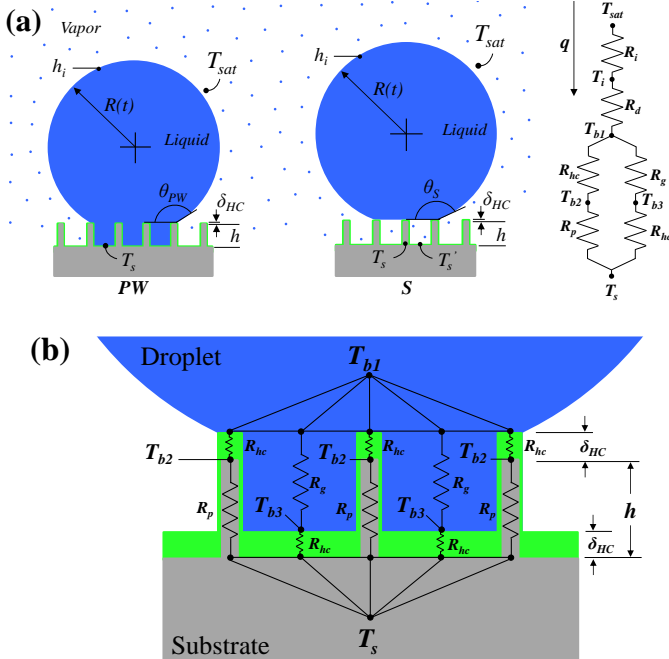 (a)
Vapor
h_i
T_sat
R(t)
Liquid
θ_PW
δ_HC
h
T_s
PW
T_sat
h_i
R(t)
Liquid
θ_S
δ_HC
h
T_s
T_s'
S
q
T_sat
R_i
T_i
R_d
T_b1
R_hc
R_g
T_b2
T_b3
R_p
R_hc
T_s
(b)
Droplet
T_b1
T_b2
R_hc
R_hc
T_b2
T_b2
R_hc
δ_HC
R_g
R_g
R_p
T_b3
R_p
T_b3
R_p
h
R_hc
R_hc
δ_HC
T_s
Substrate